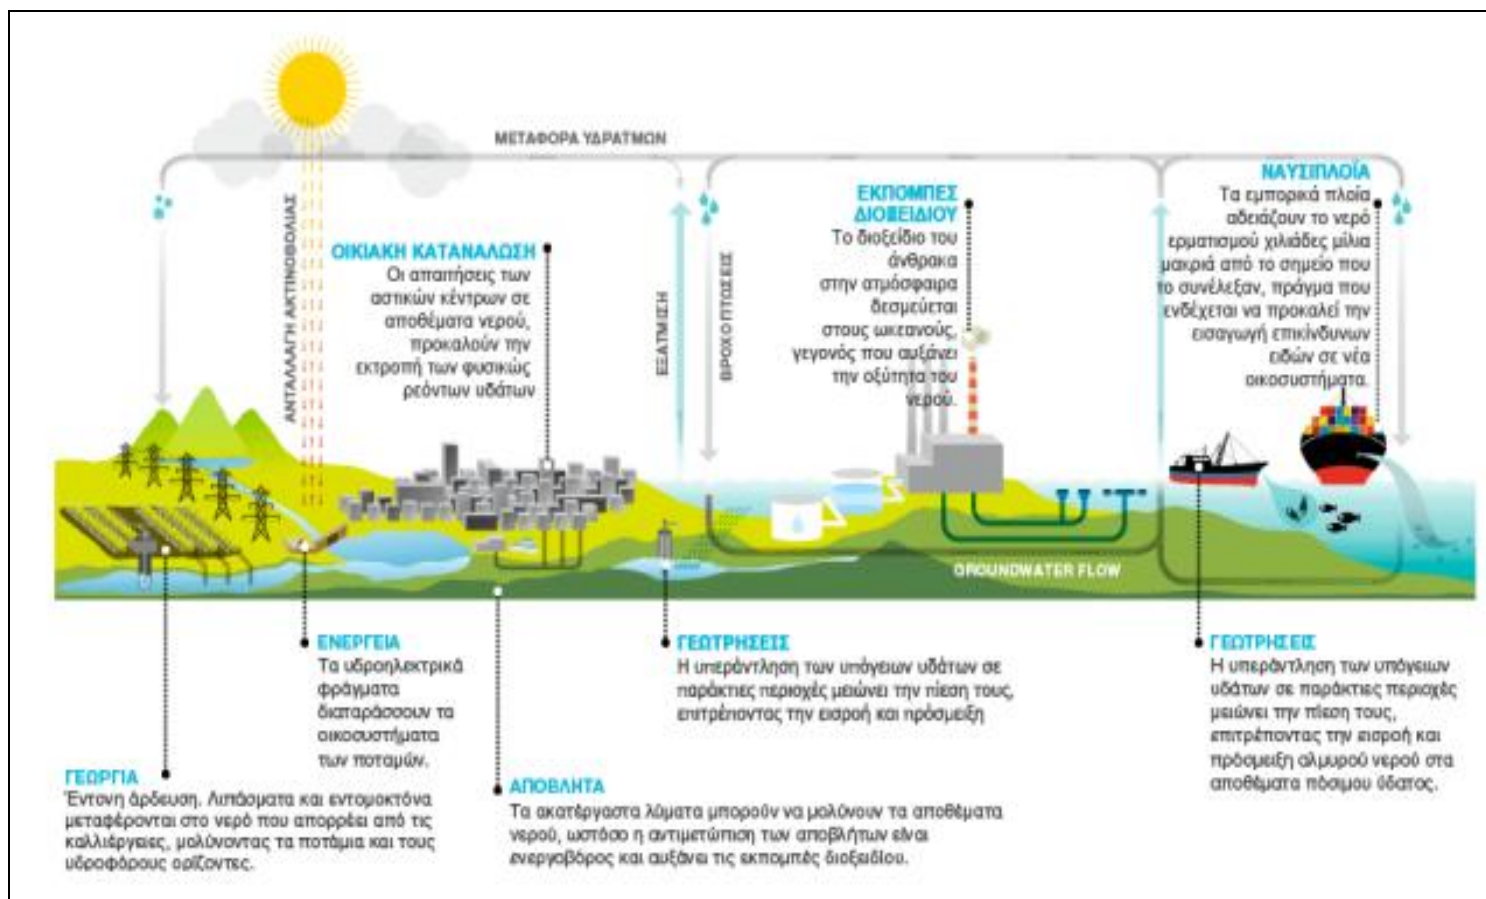 ΜΕΤΑΦΟΡΑ ΥΔΡΑΤΜΩΝ
ΑΝΤΑΛΛΑΓΗ ΑΚΤΙΝΟΒΟΛΙΑΣ
ΟΙΚΙΑΚΗ ΚΑΤΑΝΑΛΩΣΗ
Οι απαιτήσεις των
αστικών κέντρων σε
αποθέματα νερού,
προκαλούν την
εκτροπή των φυσικώς
ρεόντων υδάτων
ΕΞΑΤΜΙΣΗ
ΒΡΟΧΟΠΤΩΣΕΙΣ
ΕΚΠΟΜΠΕΣ
ΔΙΟΞΕΙΔΙΟΥ
Το διοξείδιο του
άνθρακα
στην ατμόσφαιρα
δεσμεύεται
στους ωκεανούς,
γεγονός που αυξάνει
την οξύτητα του
νερού.
ΝΑΥΣΙΠΛΟΪΑ
Τα εμπορικά πλοία
αδειάζουν το νερό
ερματισμού χιλιάδες μίλια
μακριά από το σημείο που
το συνέλεξαν, πράγμα που
ενδέχεται να προκαλεί την
εισαγωγή επικίνδυνων
ειδών σε νέα
οικοσυστήματα.
GROUNDWATER FLOW
ΓΕΩΡΓΙΑ
Έντονη άρδευση. Λιπάσματα και εντομοκτόνα
μεταφέρονται στο νερό που απορρέει από τις
καλλιέργειες, μολύνοντας τα ποτάμια και τους
υδροφόρους ορίζοντες.
ΕΝΕΡΓΕΙΑ
Τα υδροηλεκτρικά
φράγματα
διαταράσσουν τα
οικοσυστήματα
των ποταμών.
ΑΠΟΒΛΗΤΑ
Τα ακατέργαστα λύματα μπορούν να μολύνουν τα αποθέματα
νερού, ωστόσο η αντιμετώπιση των αποβλήτων είναι
ενεργοβόρος και αυξάνει τις εκπομπές διοξειδίου.
ΓΕΩΤΡΗΣΕΙΣ
Η υπεράντληση των υπόγειων υδάτων σε
παράκτιες περιοχές μειώνει την πίεση τους,
επιτρέποντας την εισροή και πρόσμειξη
ΓΕΩΤΡΗΣΕΙΣ
Η υπεράντληση των υπόγειων
υδάτων σε παράκτιες περιοχές
μειώνει την πίεση τους,
επιτρέποντας την εισροή και
πρόσμειξη αλμυρού νερού στα
αποθέματα πόσιμου ύδατος.